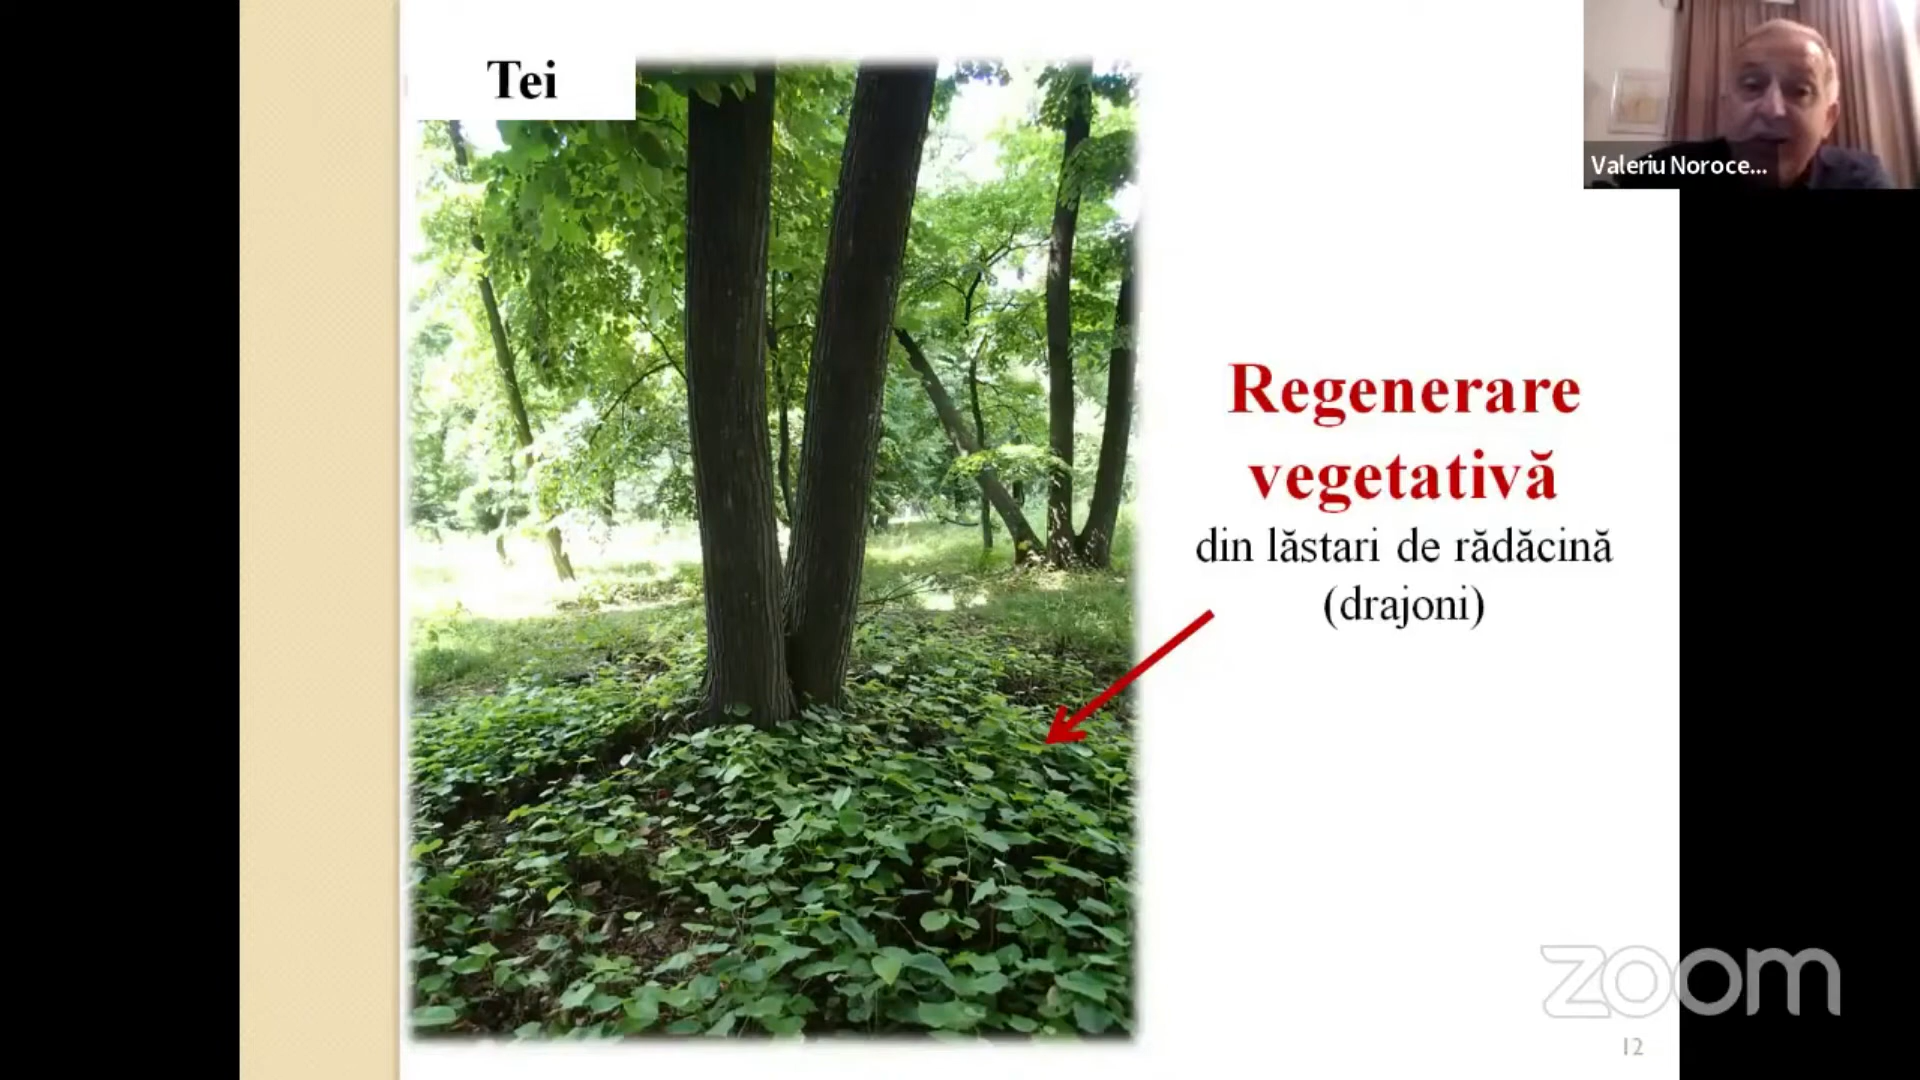 Tei
Valeriu Noroce...
Regenerare
vegetativă
din lăstari de rădăcină
(drajoni)
zoom
12